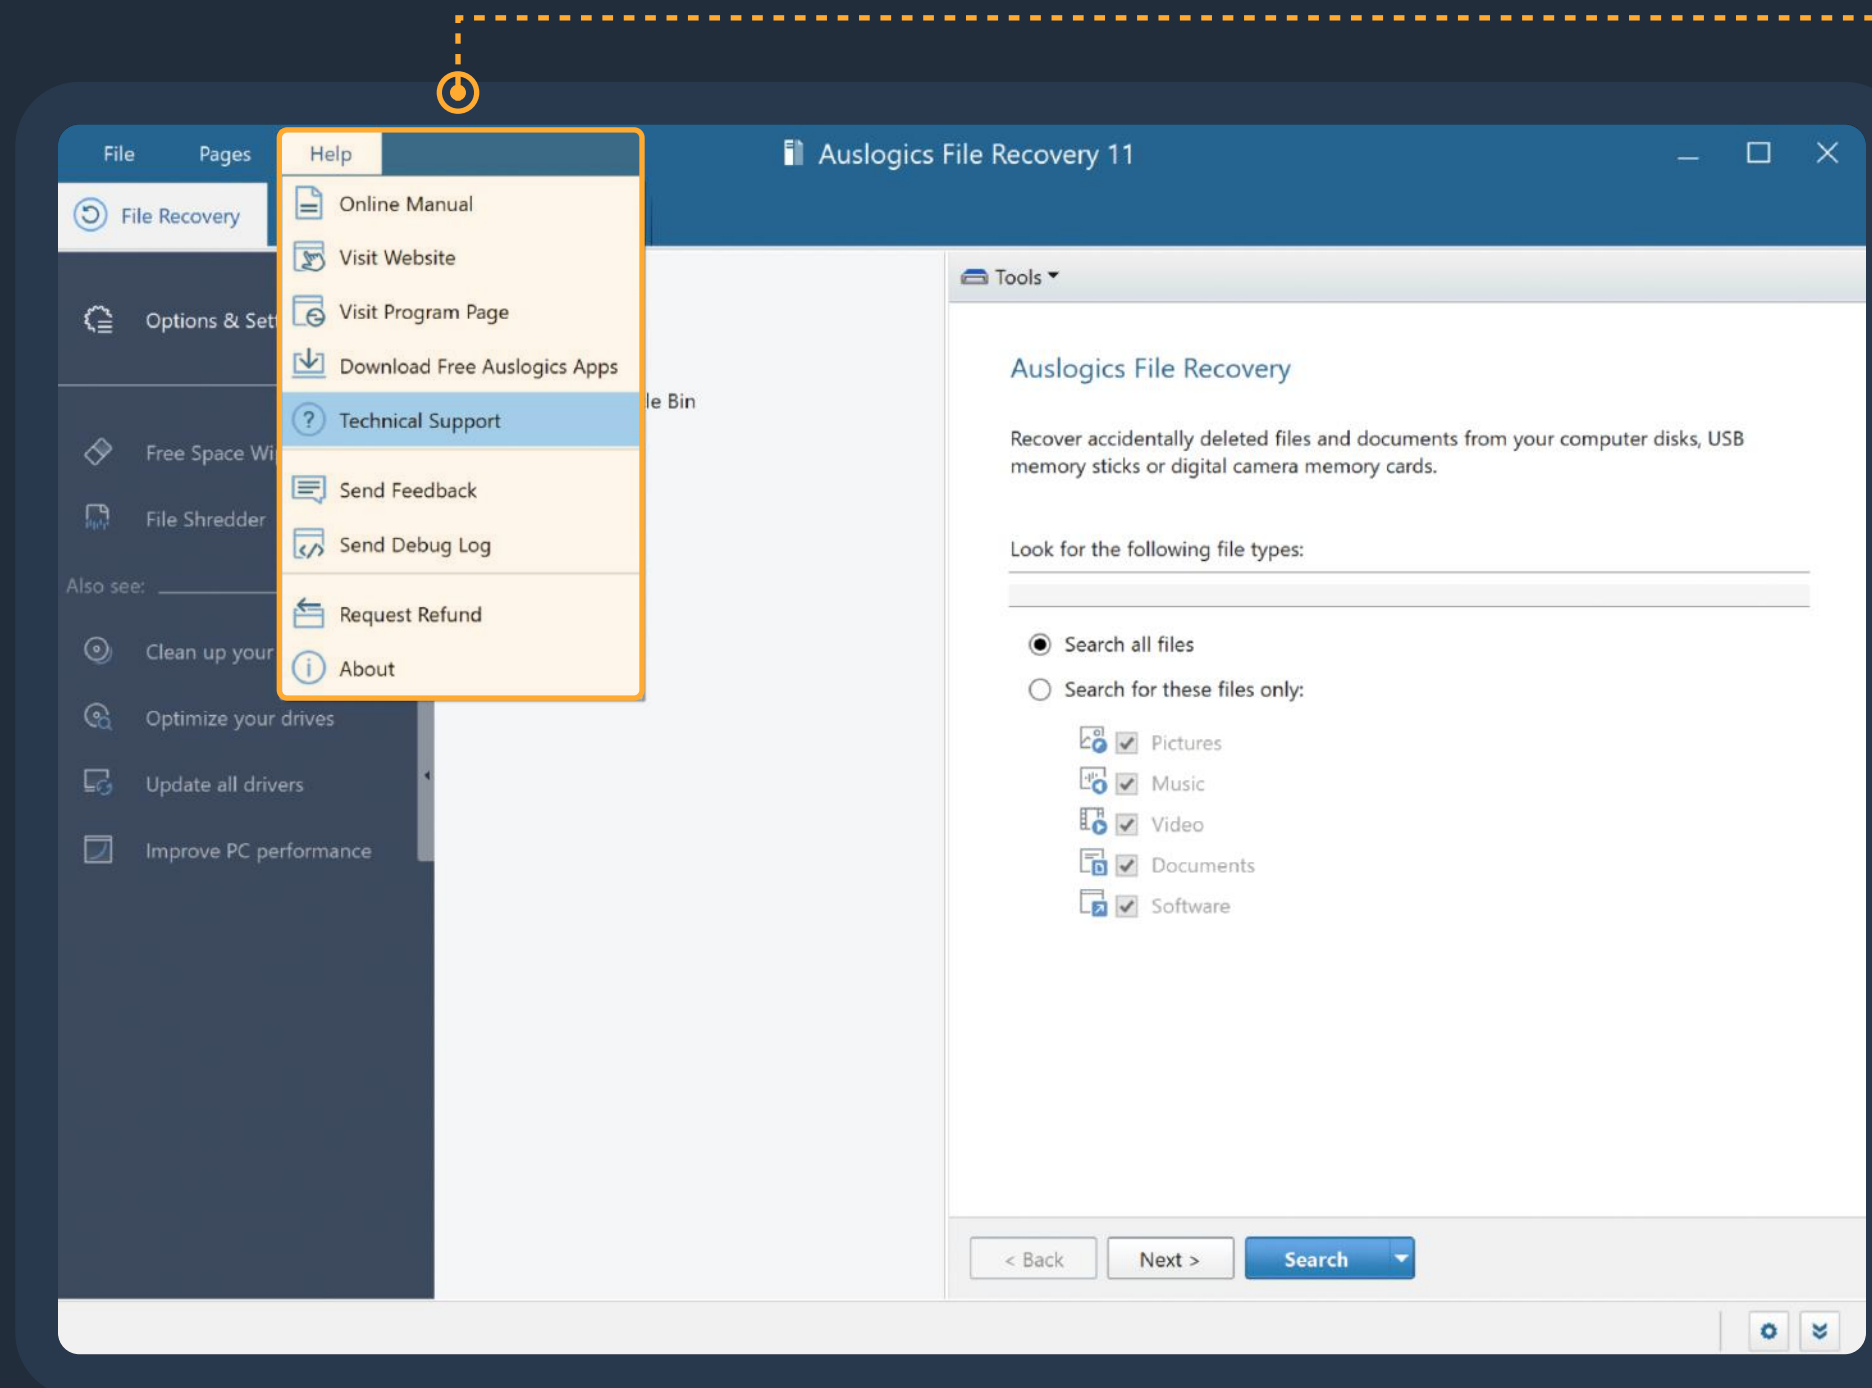 File
Pages
Help
Auslogics File Recovery 11
File Recovery
Online Manual
Visit Website
Visit Program Page
Download Free Auslogics Apps
Technical Support
Send Feedback
Send Debug Log
Request Refund
About
Options &
Free Space
File Shredder
Also see:
Clean up your
Optimize your drives
Update all drivers
Improve PC performance
Bin
Tools
Auslogics File Recovery
Recover accidentally deleted files and documents from your computer disks, USB
memory sticks or digital camera memory cards.
Look for the following file types:
Search all files
Search for these files only:
Pictures
Music
Video
Documents
Software
< Back
Next >
Search